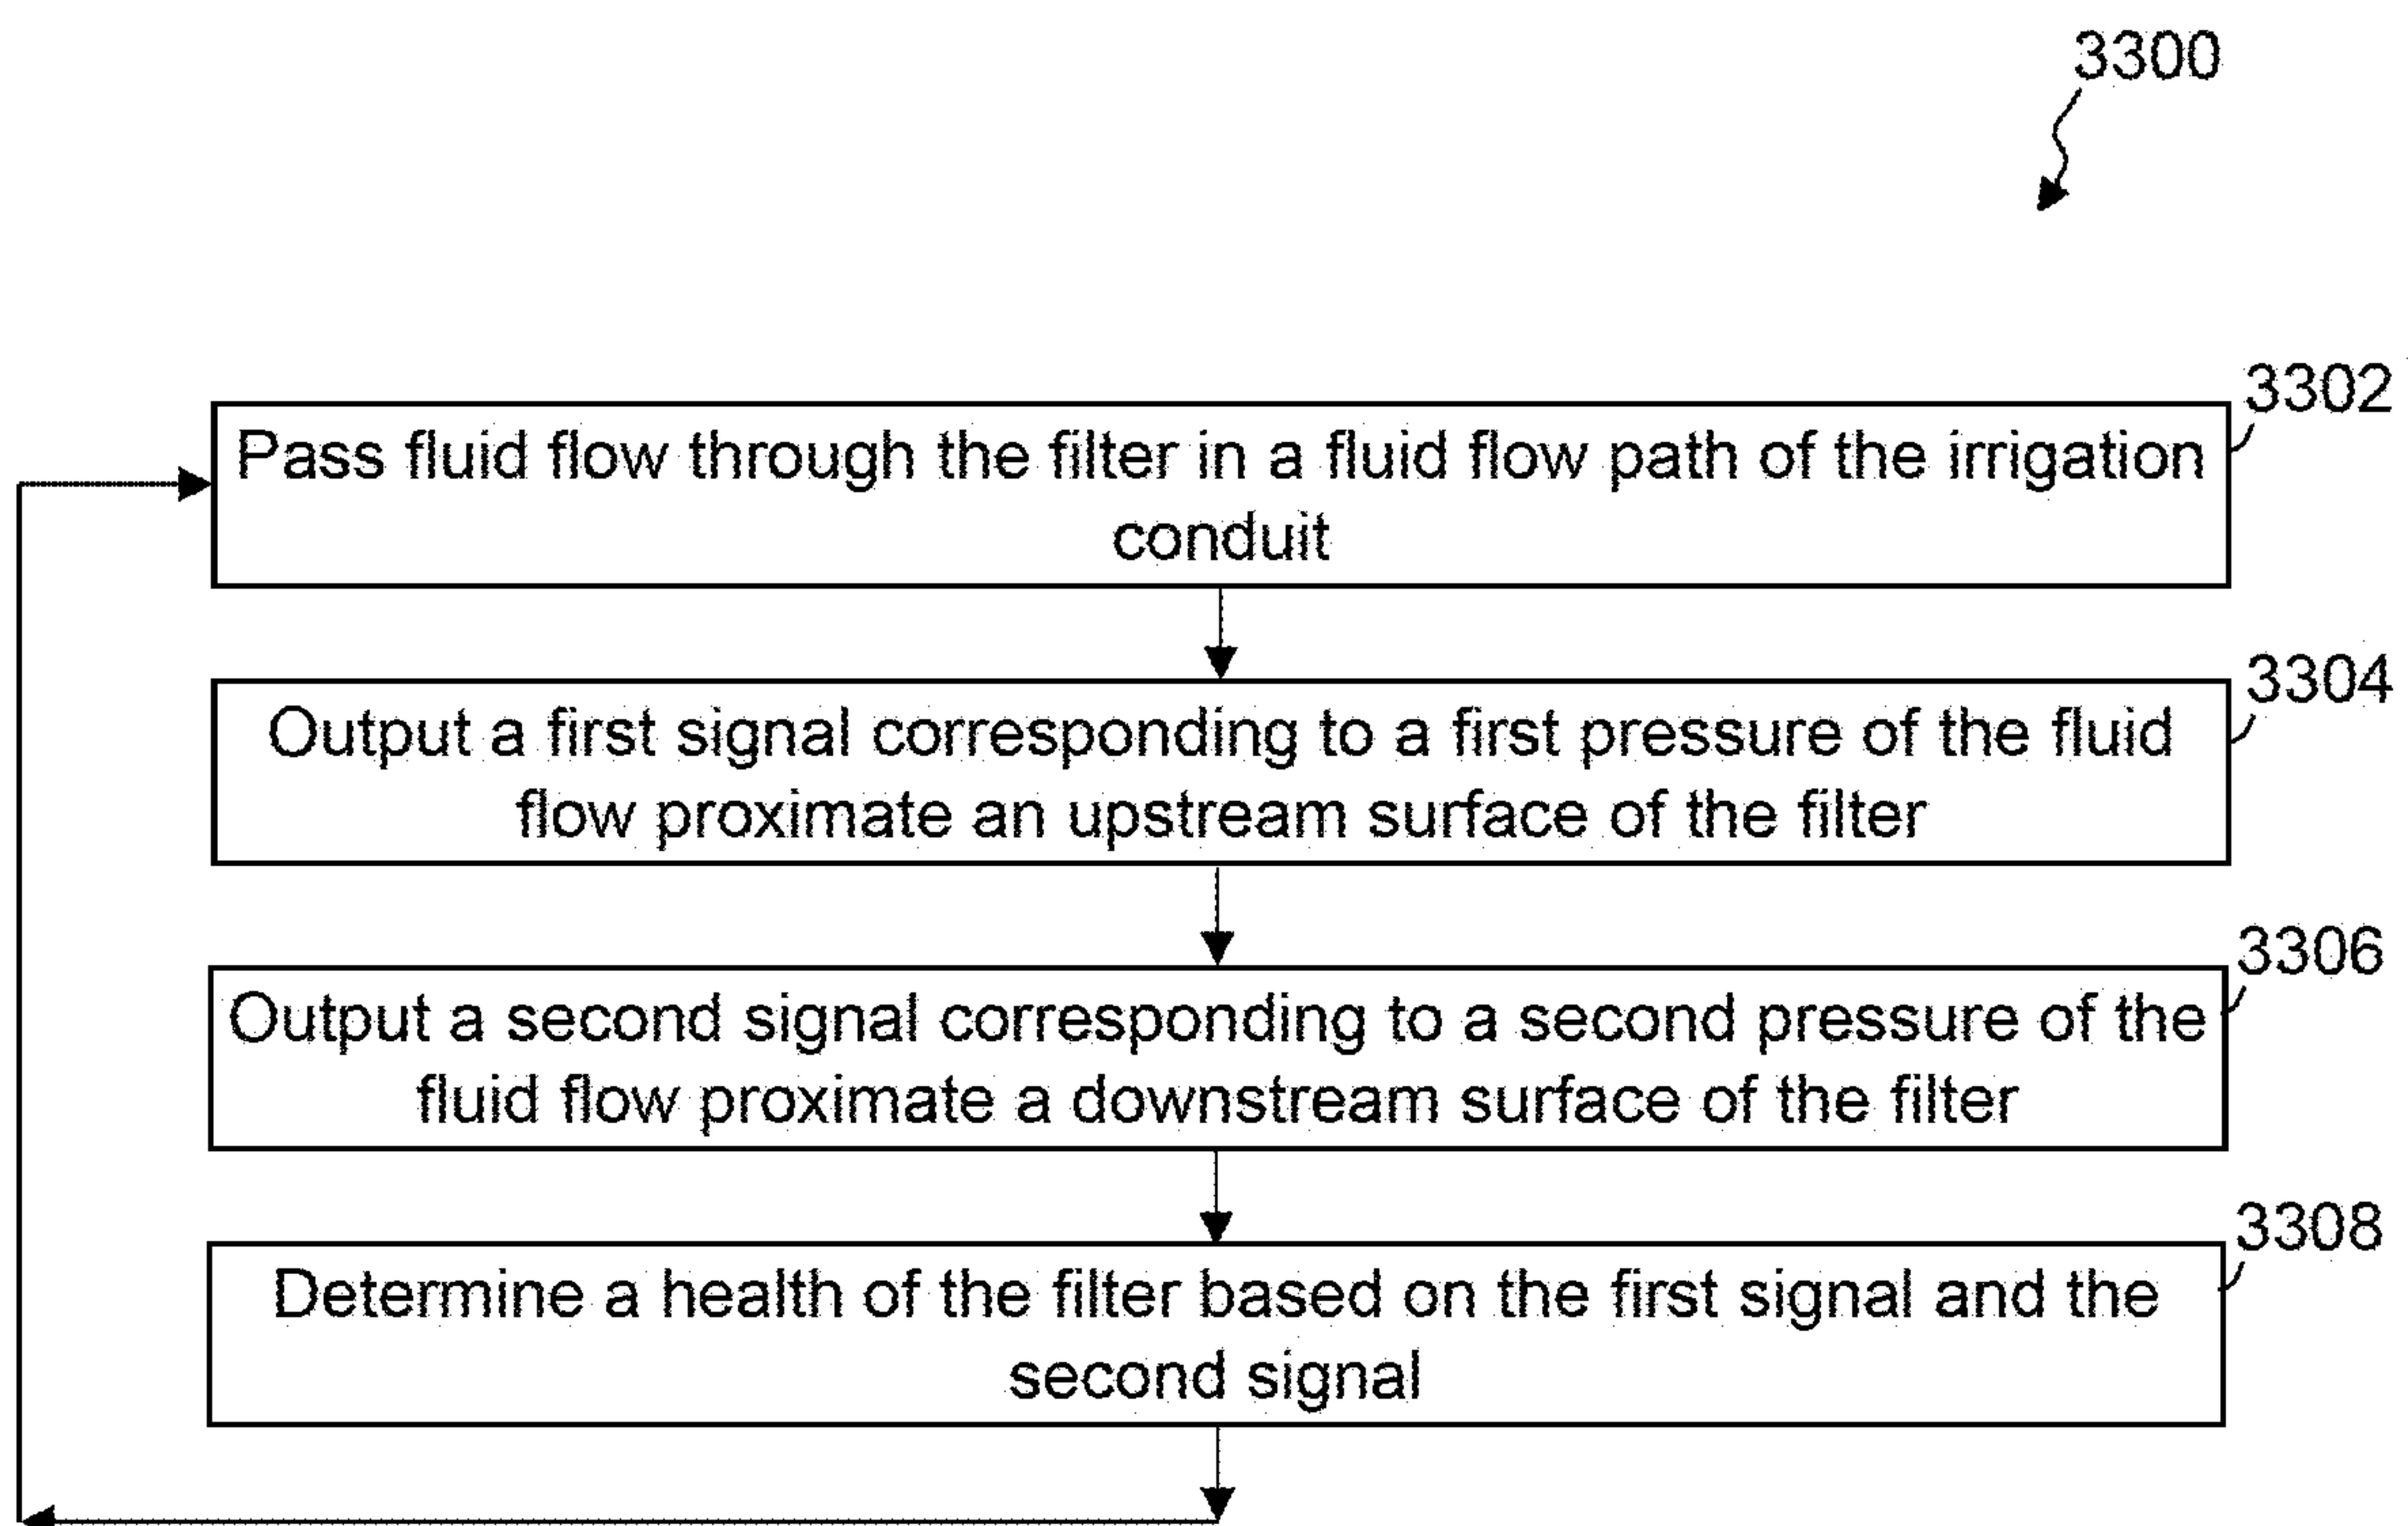 3300
3302
Pass fluid flow through the filter in a fluid flow path of the irrigation
conduit
3304
Output a first signal corresponding to a first pressure of the fluid
flow proximate an upstream surface of the filter
3306
Output a second signal corresponding to a second pressure of the
fluid flow proximate a downstream surface of the filter
3308
Determine a health of the filter based on the first signal and the
second signal